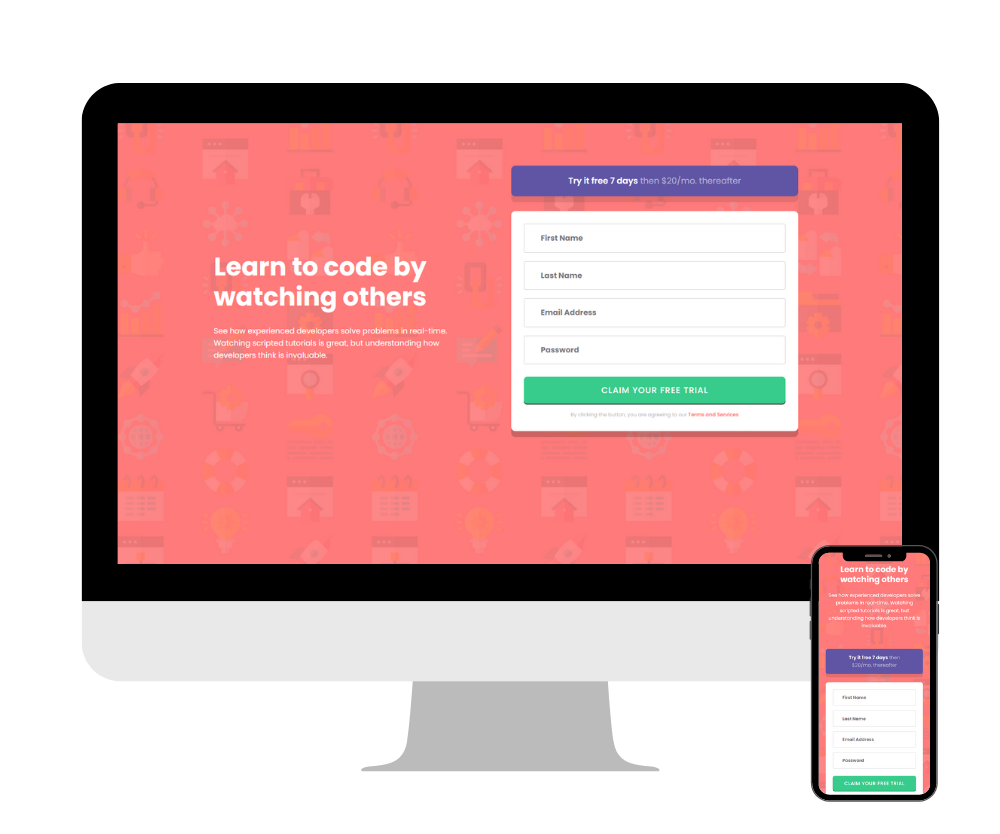 Learn to code by
watching others
See how experienced developers solve problems in real-time.
Watching scripted tutorials is great, but understanding how
developers think is invaluable.
Try it free 7 days then $20/mo. thereafter
First Name
Last Name
Email Address
Password
CLAIM YOUR FREE TRIAL
By clicking the button, you are agreeing to our Terms and Services
Learn to code by
watching others
See how experienced developers solve
problems in real-time. Watching
scripted tutorials is great, but
understanding how developers think is
invaluable.
Try it free 7 days then
$20/mo. thereafter
First Name
Last Name
Email Address
Password
CLAIM YOUR FREE TRIAL